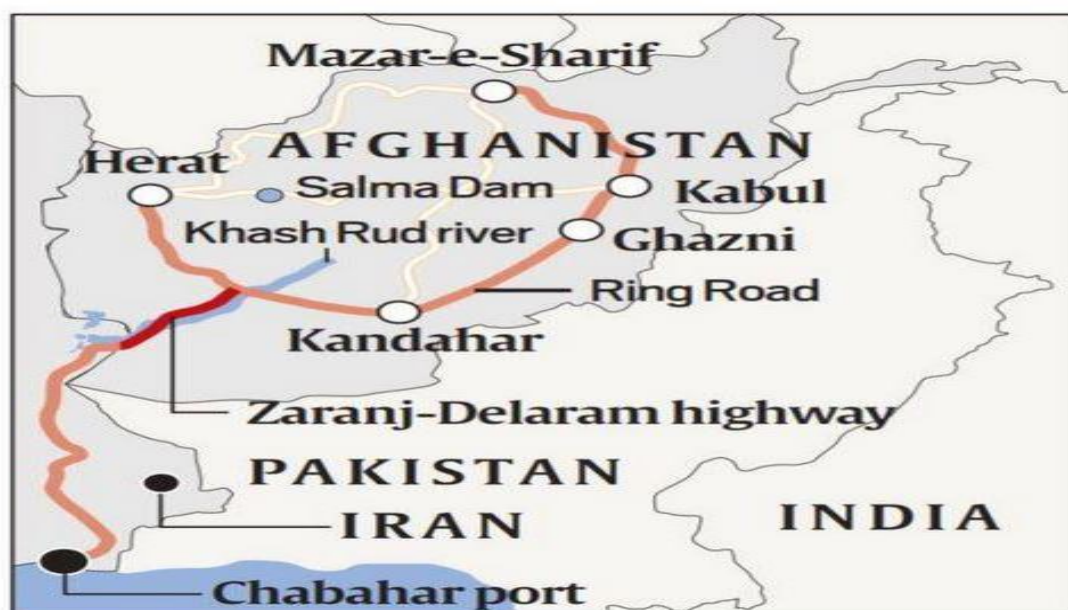 Mazar-e-Sharif
AFGHANISTAN
Herat
Salma Dam
Kabul
Khash Rud river
Ghazni
Ring Road
Kandahar
Zaranj-Delaram highway
PAKISTAN
IRAN
INDIA
Chabahar port